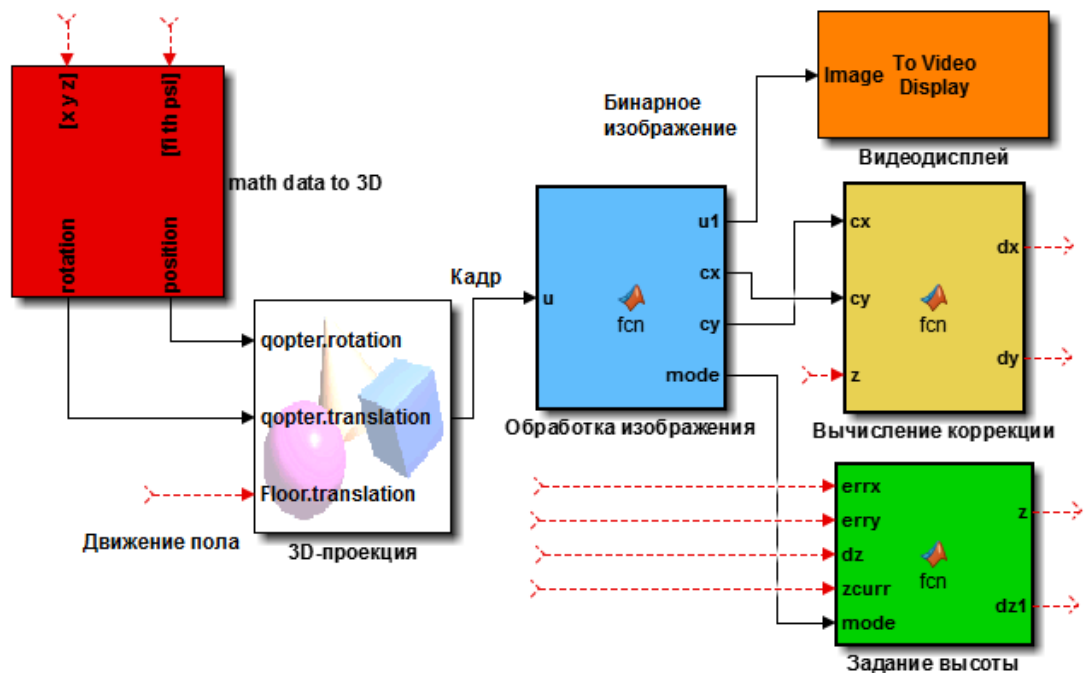 [x y z]
[fi th psi]
rotation
position
math data to 3D
qopter.rotation
qopter.translation
Floor.translation
Движение пола
3D-проекция
Кадр
u
fcn
u1
cx
cy
mode
Обработка изображения
Бинарное
изображение
Image
To Video
Display
Видеодисплей
cx
cy
z
fcn
dx
dy
Вычисление коррекции
errx
erry
dz
zcurr
mode
fcn
z
dz1
Задание высоты